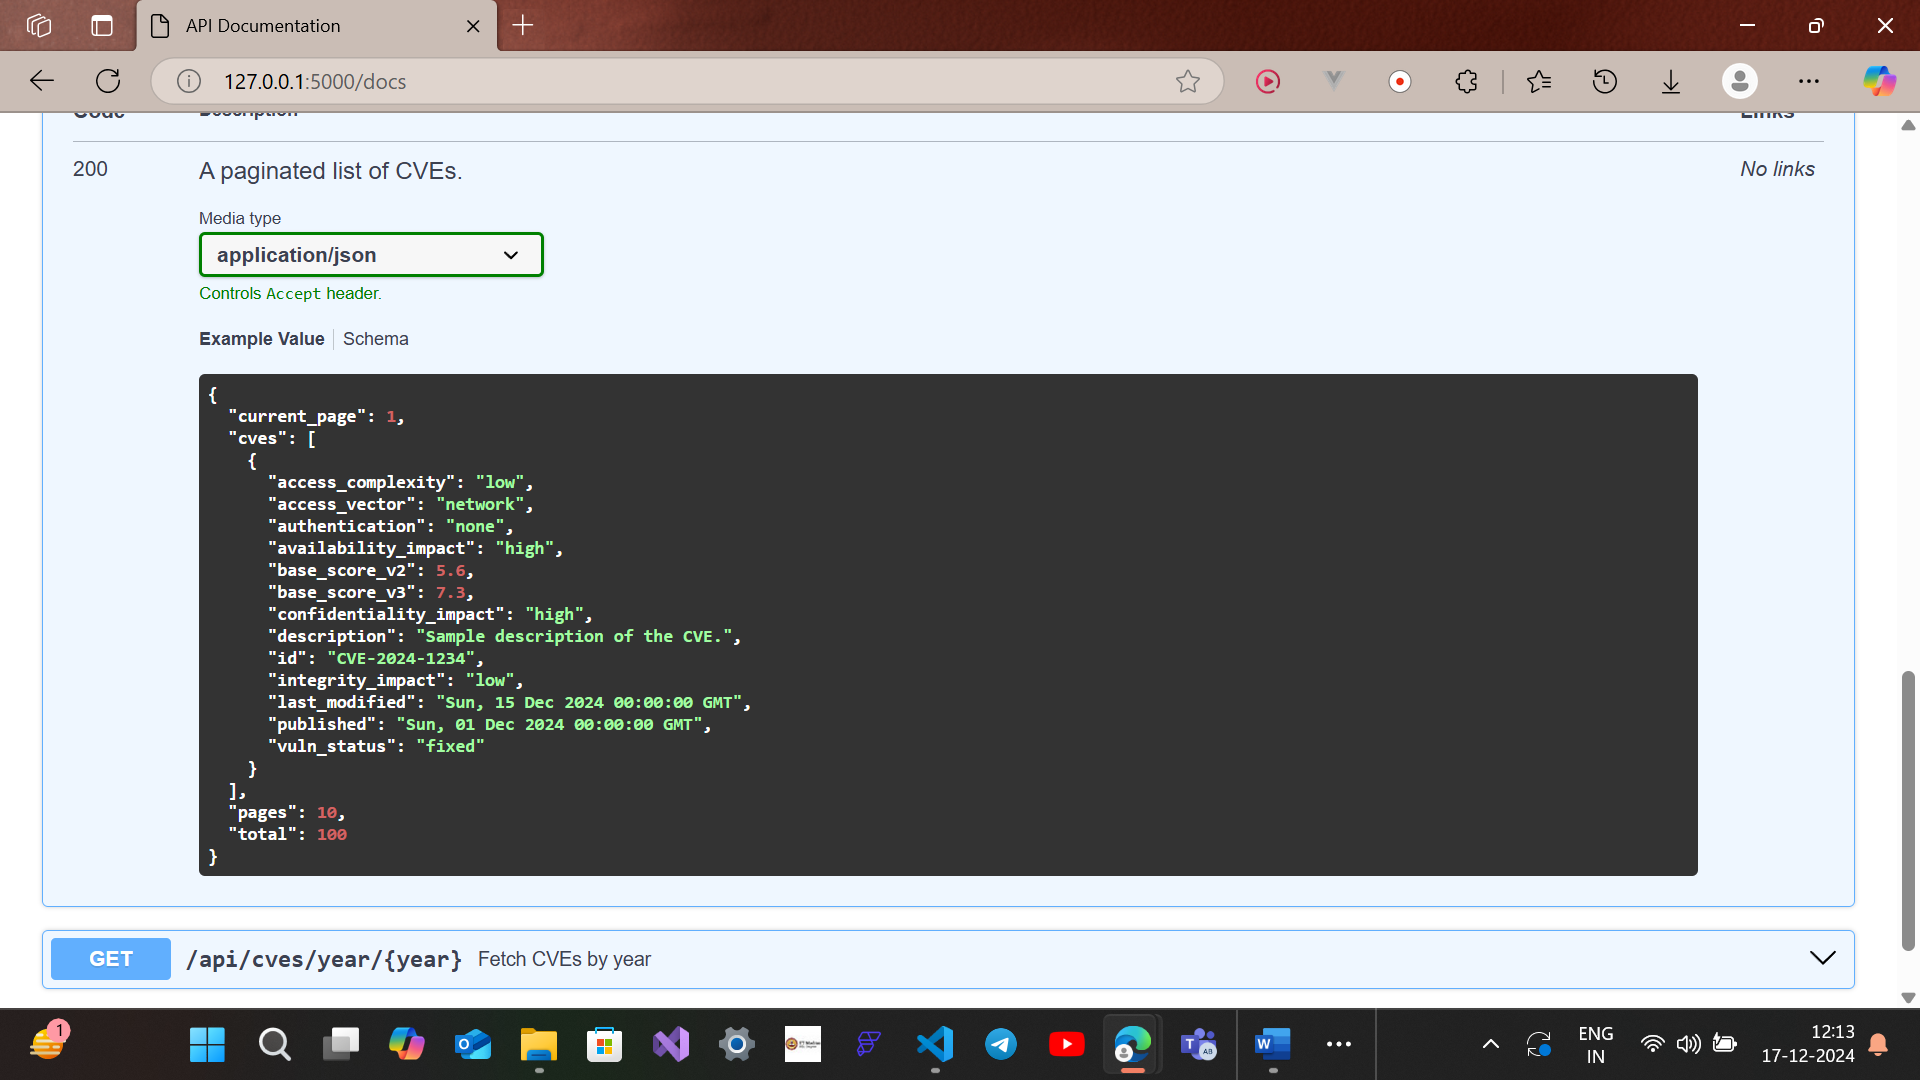 API Documentation
127.0.0.1:5000/docs
Code Description Links
200 A paginated list of CVEs. No links
Media type
application/json
Controls Accept header.
Example Value Schema
{
  "current_page": 1,
  "cves": [
    {
      "access_complexity": "low",
      "access_vector": "network",
      "authentication": "none",
      "availability_impact": "high",
      "base_score_v2": 5.6,
      "base_score_v3": 7.3,
      "confidentiality_impact": "high",
      "description": "Sample description of the CVE.",
      "id": "CVE-2024-1234",
      "integrity_impact": "low",
      "last_modified": "Sun, 15 Dec 2024 00:00:00 GMT",
      "published": "Sun, 01 Dec 2024 00:00:00 GMT",
      "vuln_status": "fixed"
    }
  ],
  "pages": 10,
  "total": 100
}
GET /api/cves/year/{year} Fetch CVEs by year
1
ENG
IN
12:13
17-12-2024